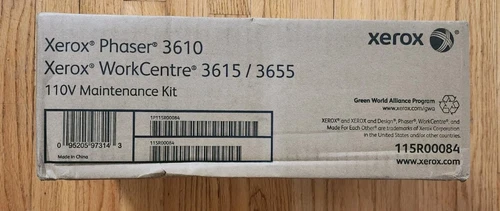 Xerox® Phaser® 3610
Xerox® WorkCentre® 3615 / 3655
110V Maintenance Kit
xerox
Green World Alliance Program
www.xerox.com/gwa
1P115R00084
115R00084
0 95205 97314 3
Made in China
XEROX® and XEROX and Design®, Phaser®, WorkCentre®, and
Made For Each Other® are trademarks of Xerox Corporation
in the United States and/or other countries.
115R00084
www.xerox.com